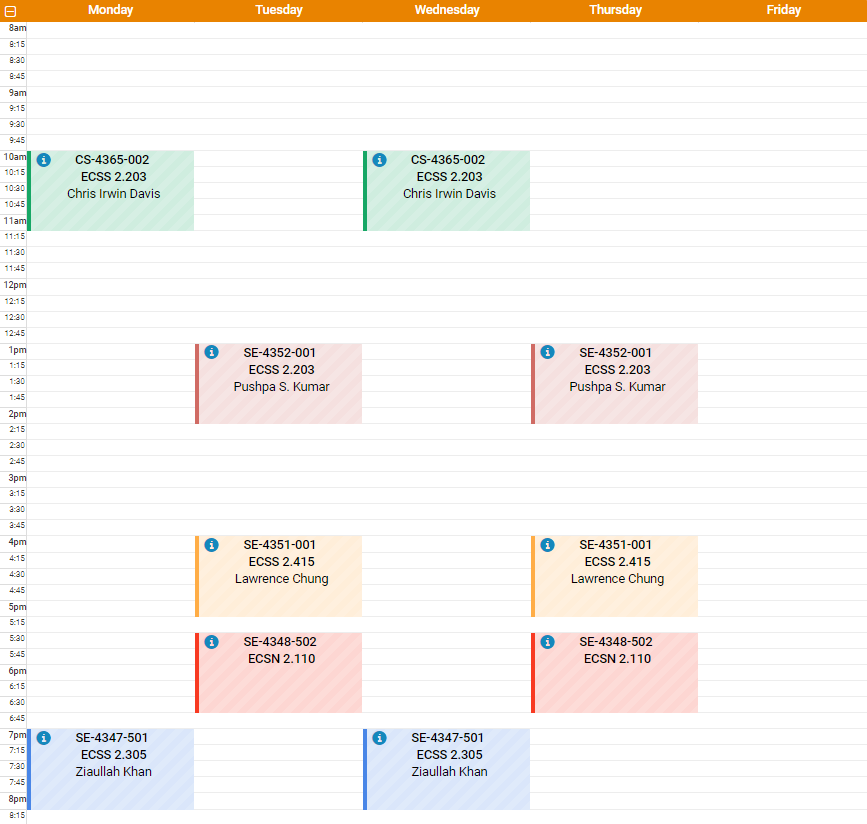 Monday Tuesday Wednesday Thursday Friday
8am
8:15
8:30
8:45
9am
9:15
9:30
9:45
10am
CS-4365-002
ECSS 2.203
Chris Irwin Davis
CS-4365-002
ECSS 2.203
Chris Irwin Davis
10:15
10:30
10:45
11am
11:15
11:30
11:45
12pm
12:15
12:30
12:45
1pm
SE-4352-001
ECSS 2.203
Pushpa S. Kumar
SE-4352-001
ECSS 2.203
Pushpa S. Kumar
1:15
1:30
1:45
2pm
2:15
2:30
2:45
3pm
3:15
3:30
3:45
4pm
SE-4351-001
ECSS 2.415
Lawrence Chung
SE-4351-001
ECSS 2.415
Lawrence Chung
4:15
4:30
4:45
5pm
5:15
5:30
SE-4348-502
ECSN 2.110
SE-4348-502
ECSN 2.110
5:45
6pm
6:15
6:30
6:45
7pm
SE-4347-501
ECSS 2.305
Ziaullah Khan
SE-4347-501
ECSS 2.305
Ziaullah Khan
7:15
7:30
7:45
8pm
8:15